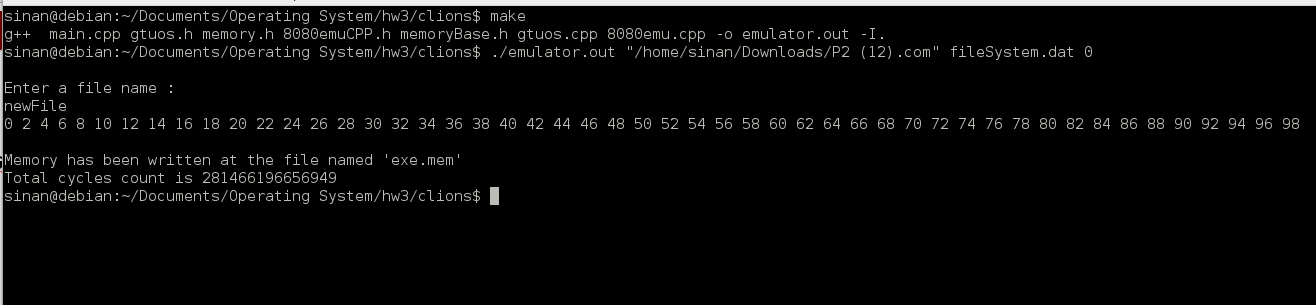 sinan@debian:~/Documents/Operating System/hw3/clions$ make
g++  main.cpp gtuos.h memory.h 8080emuCPP.h memoryBase.h gtuos.cpp 8080emu.cpp -o emulator.out -I.
sinan@debian:~/Documents/Operating System/hw3/clions$ ./emulator.out "/home/sinan/Downloads/P2 (12).com" fileSystem.dat 0
Enter a file name :
newFile
0 2 4 6 8 10 12 14 16 18 20 22 24 26 28 30 32 34 36 38 40 42 44 46 48 50 52 54 56 58 60 62 64 66 68 70 72 74 76 78 80 82 84 86 88 90 92 94 96 98
Memory has been written at the file named 'exe.mem'
Total cycles count is 281466196656949
sinan@debian:~/Documents/Operating System/hw3/clions$